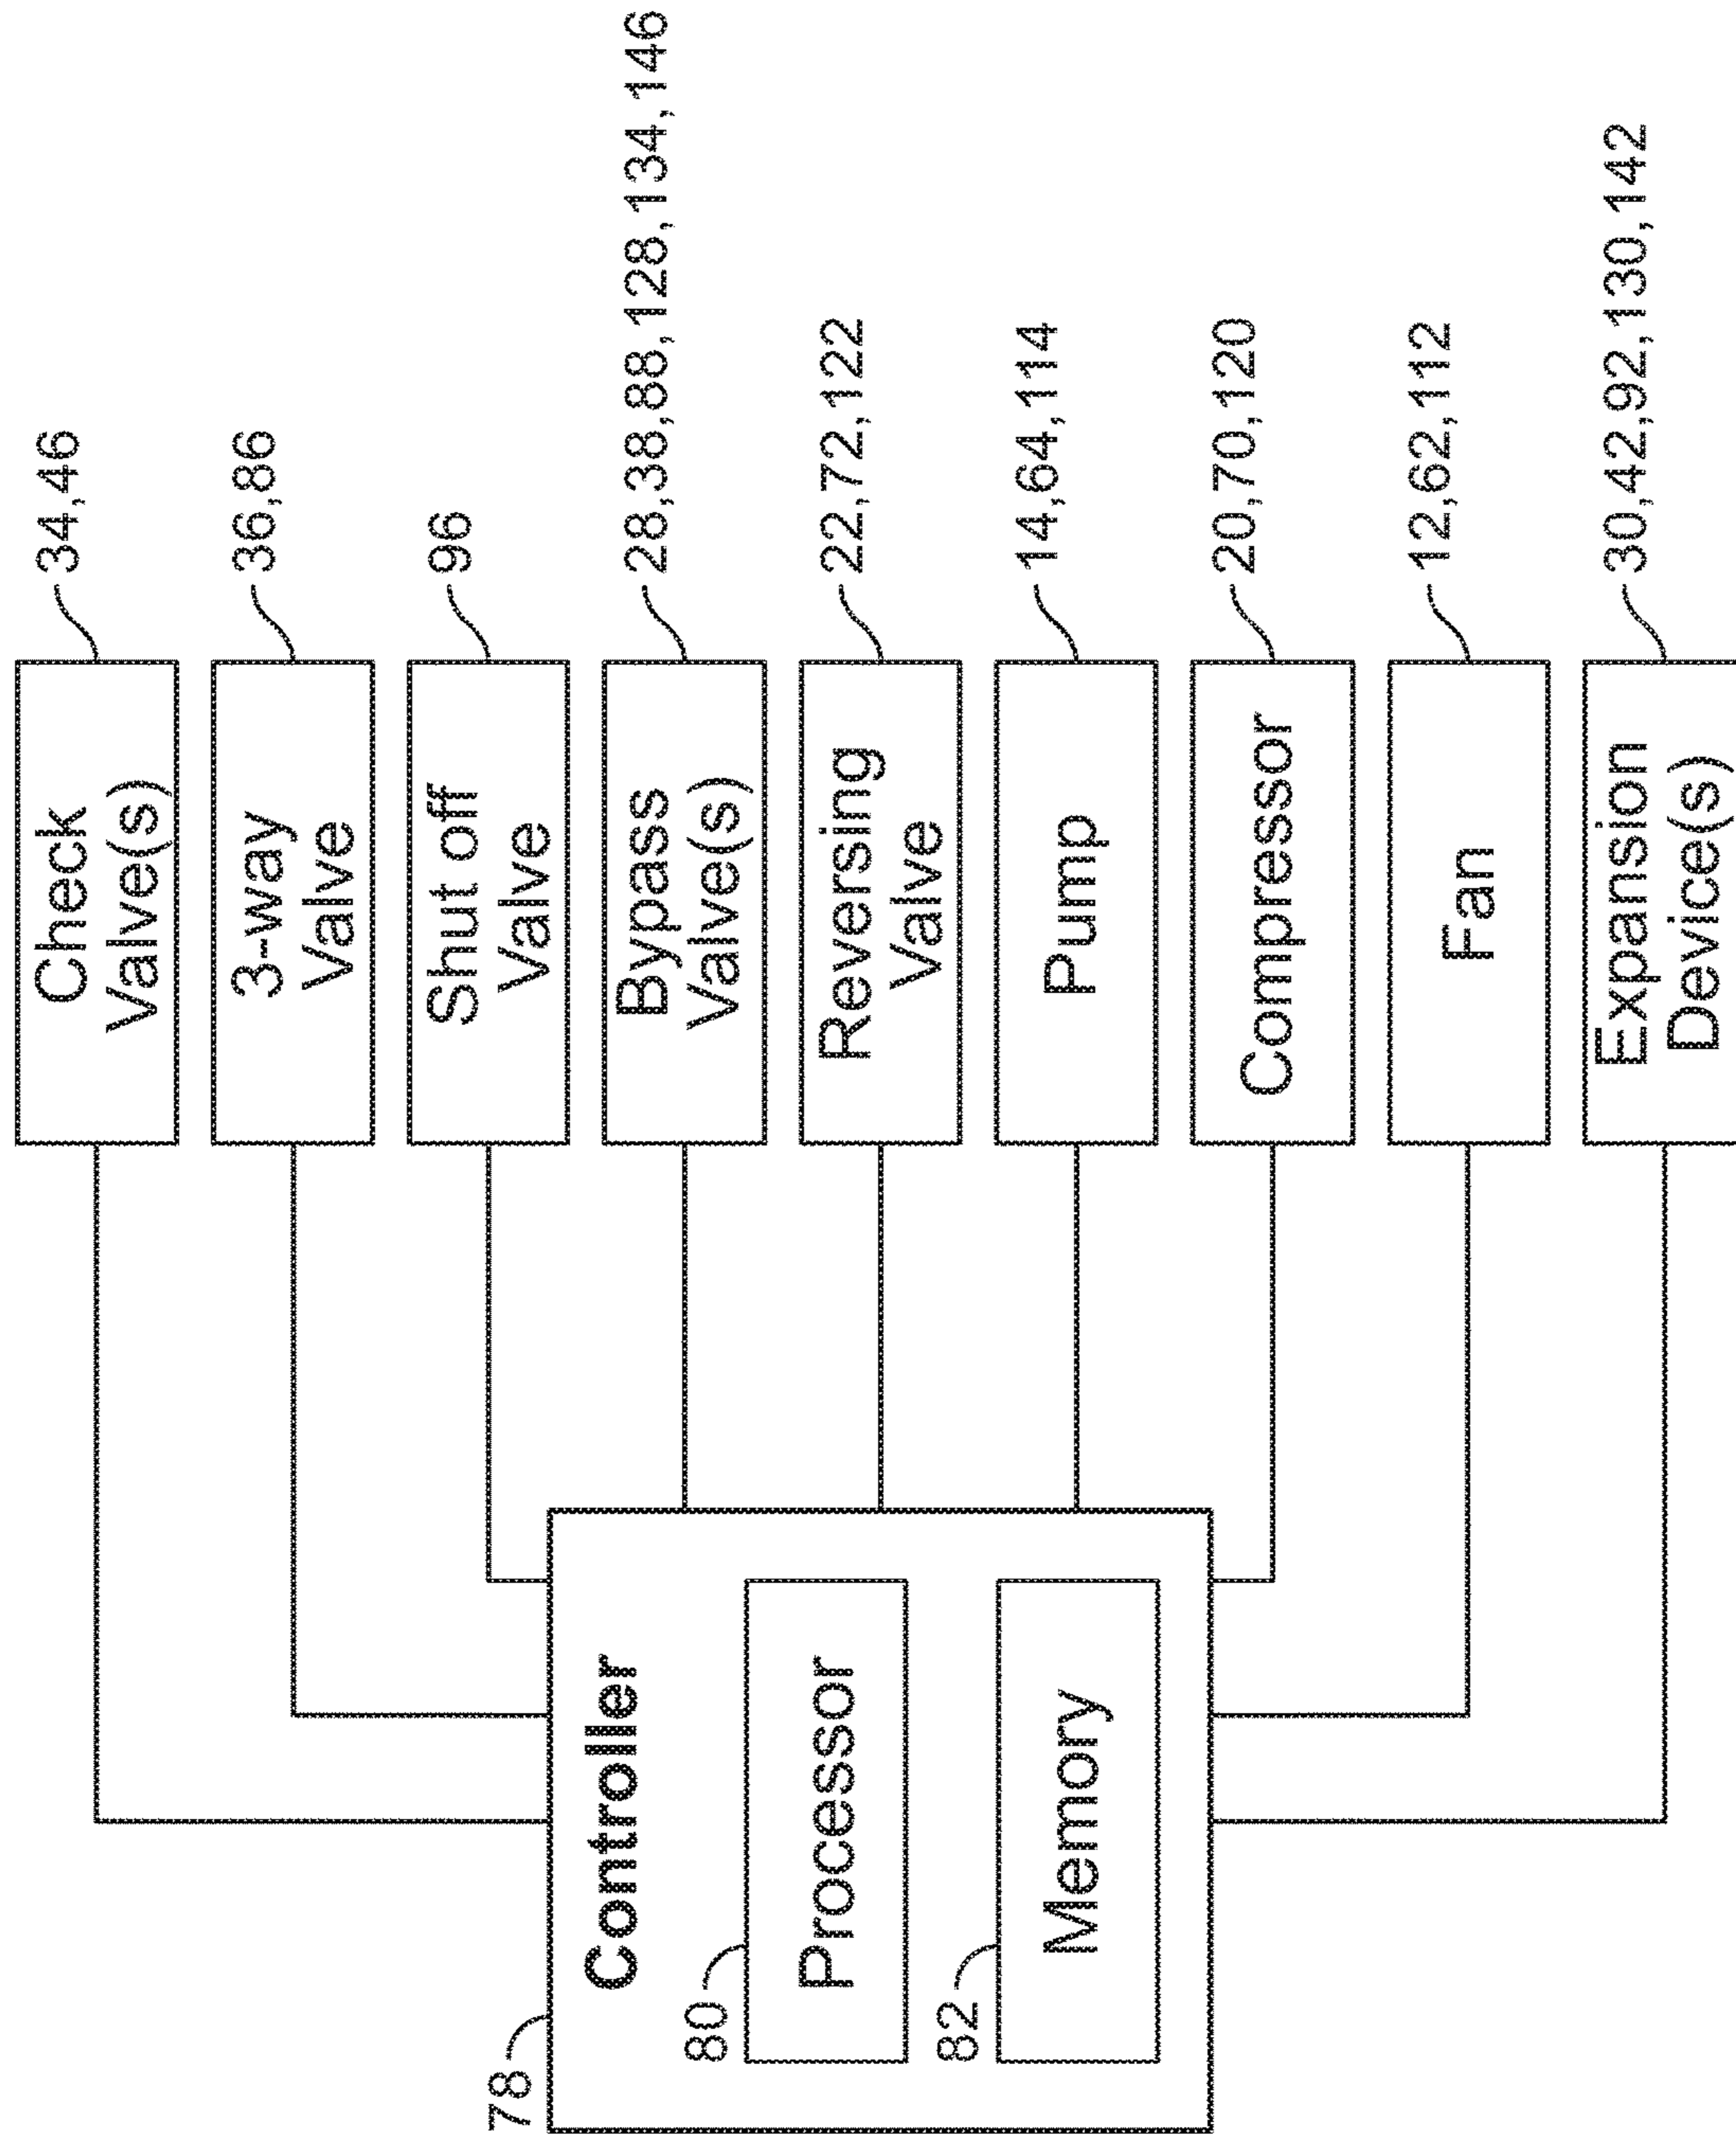 78
Controller
80
Processor
82
Memory
Check
Valve(s)
34,46
3-way
Valve
36,86
Shut off
Valve
96
Bypass
Valve(s)
28,38,88,128,134,146
Reversing
Valve
22,72,122
Pump
14,64,114
Compressor
20,70,120
Fan
12,62,112
Expansion
Device(s)
30,42,92,130,142